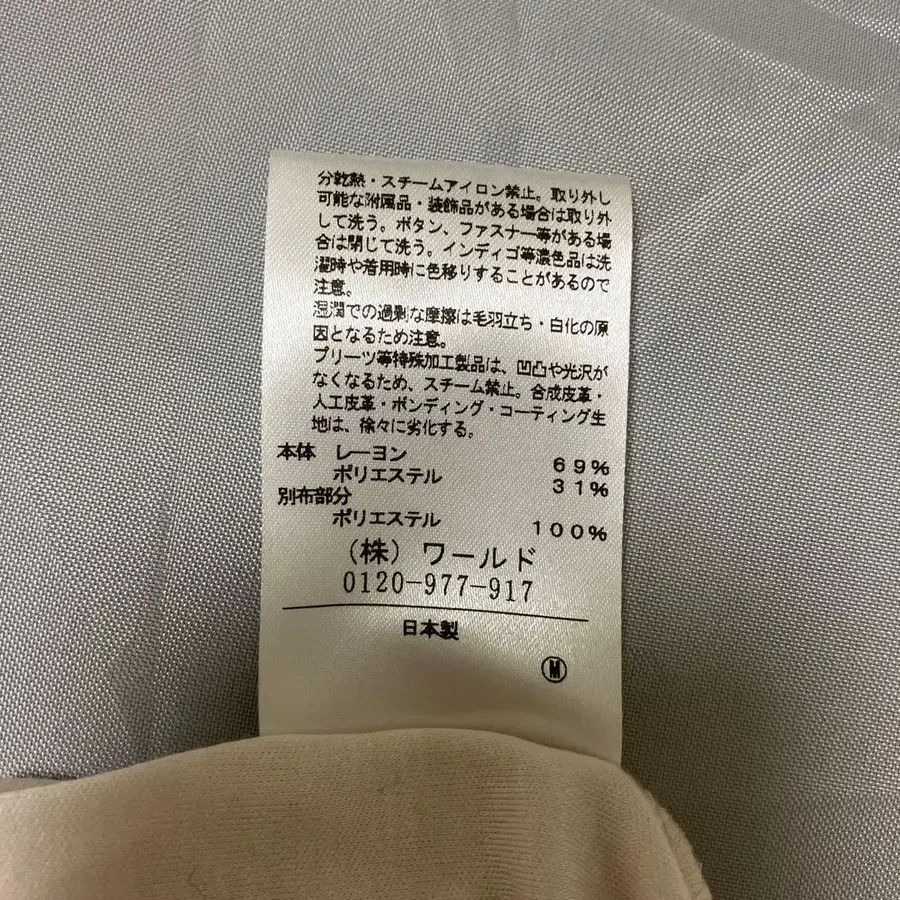 分乾熱・スチームアイロン禁止。取り外し
可能な附属品・装飾品がある場合は取り外
して洗う。ボタン、ファスナー等がある場
合は閉じて洗う。インディゴ等濃色品は洗
濯時や着用時に色移りすることがあるので
注意。
湿潤での過剰な摩擦は毛羽立ち・白化の原
因となるため注意。
プリーツ等特殊加工製品は、凹凸や光沢が
なくなるため、スチーム禁止。合成皮革・
人工皮革・ボンディング・コーティング生
地は、徐々に劣化する。
本体 レーヨン 69%
ポリエステル 31%
別布部分
ポリエステル 100%
(株)ワールド
0120-977-917
日本製
M